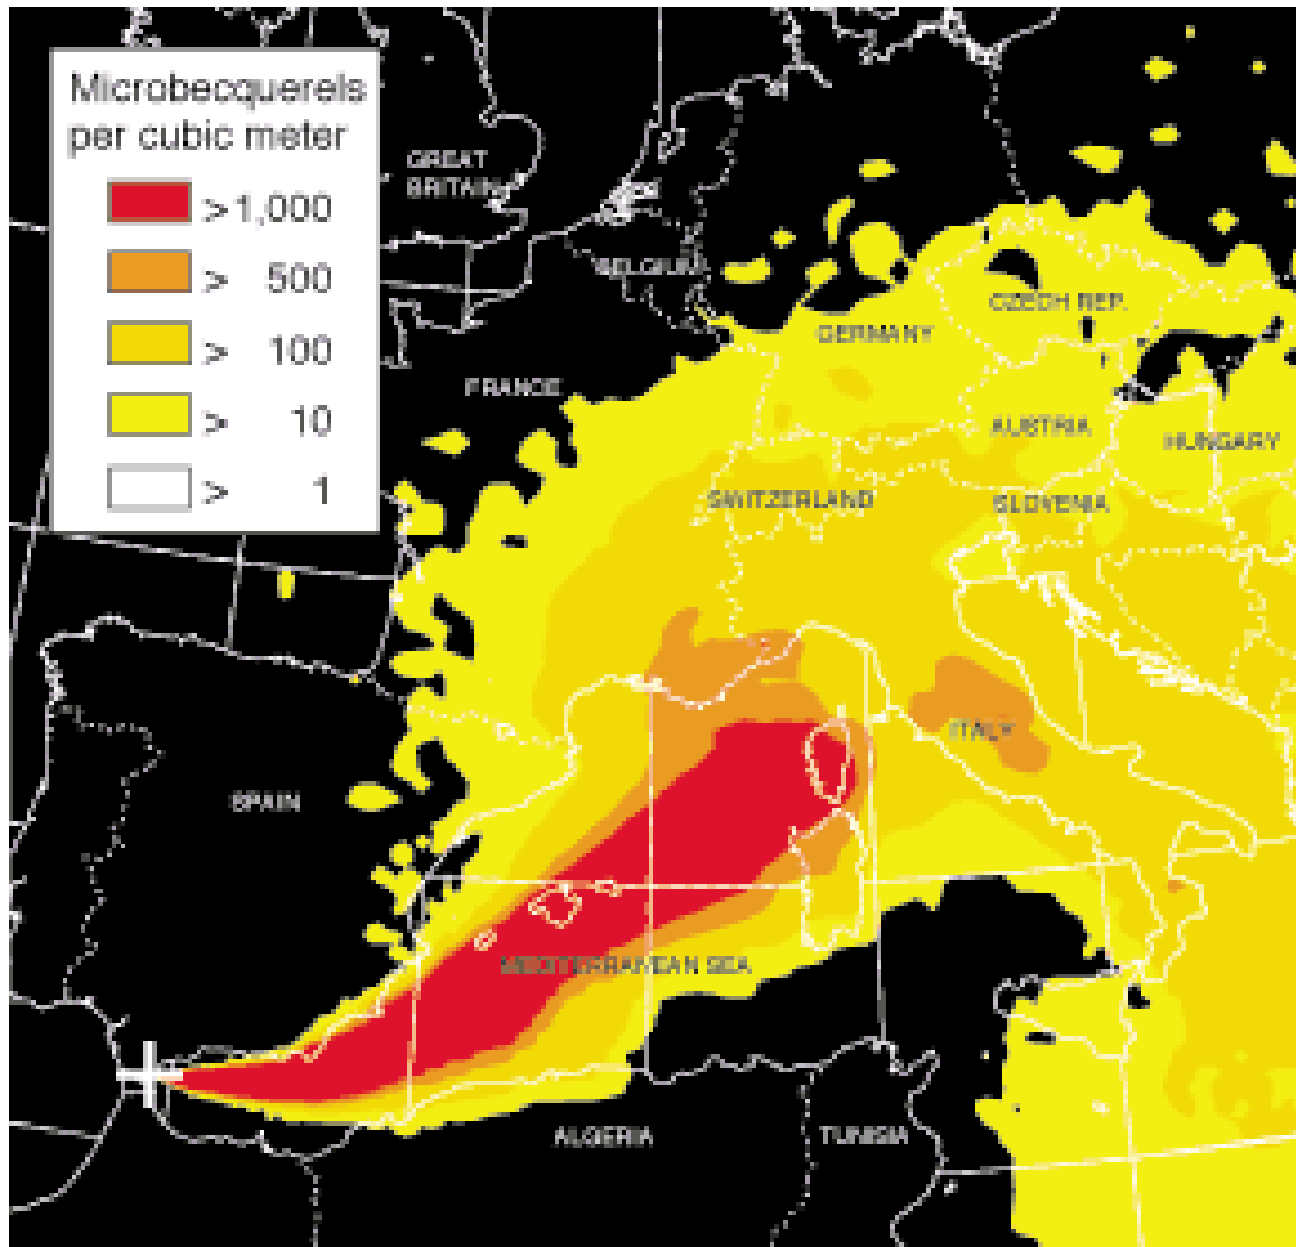 Microbecquerels
per cubic meter
>1,000
> 500
> 100
> 10
> 1
GREAT
BRITAIN
BELGIUM
CZECH REP.
GERMANY
FRANCE
AUSTRIA
HUNGARY
SWITZERLAND
SLOVENIA
ITALY
SPAIN
MEDITERRANEAN SEA
ALGERIA
TUNISIA